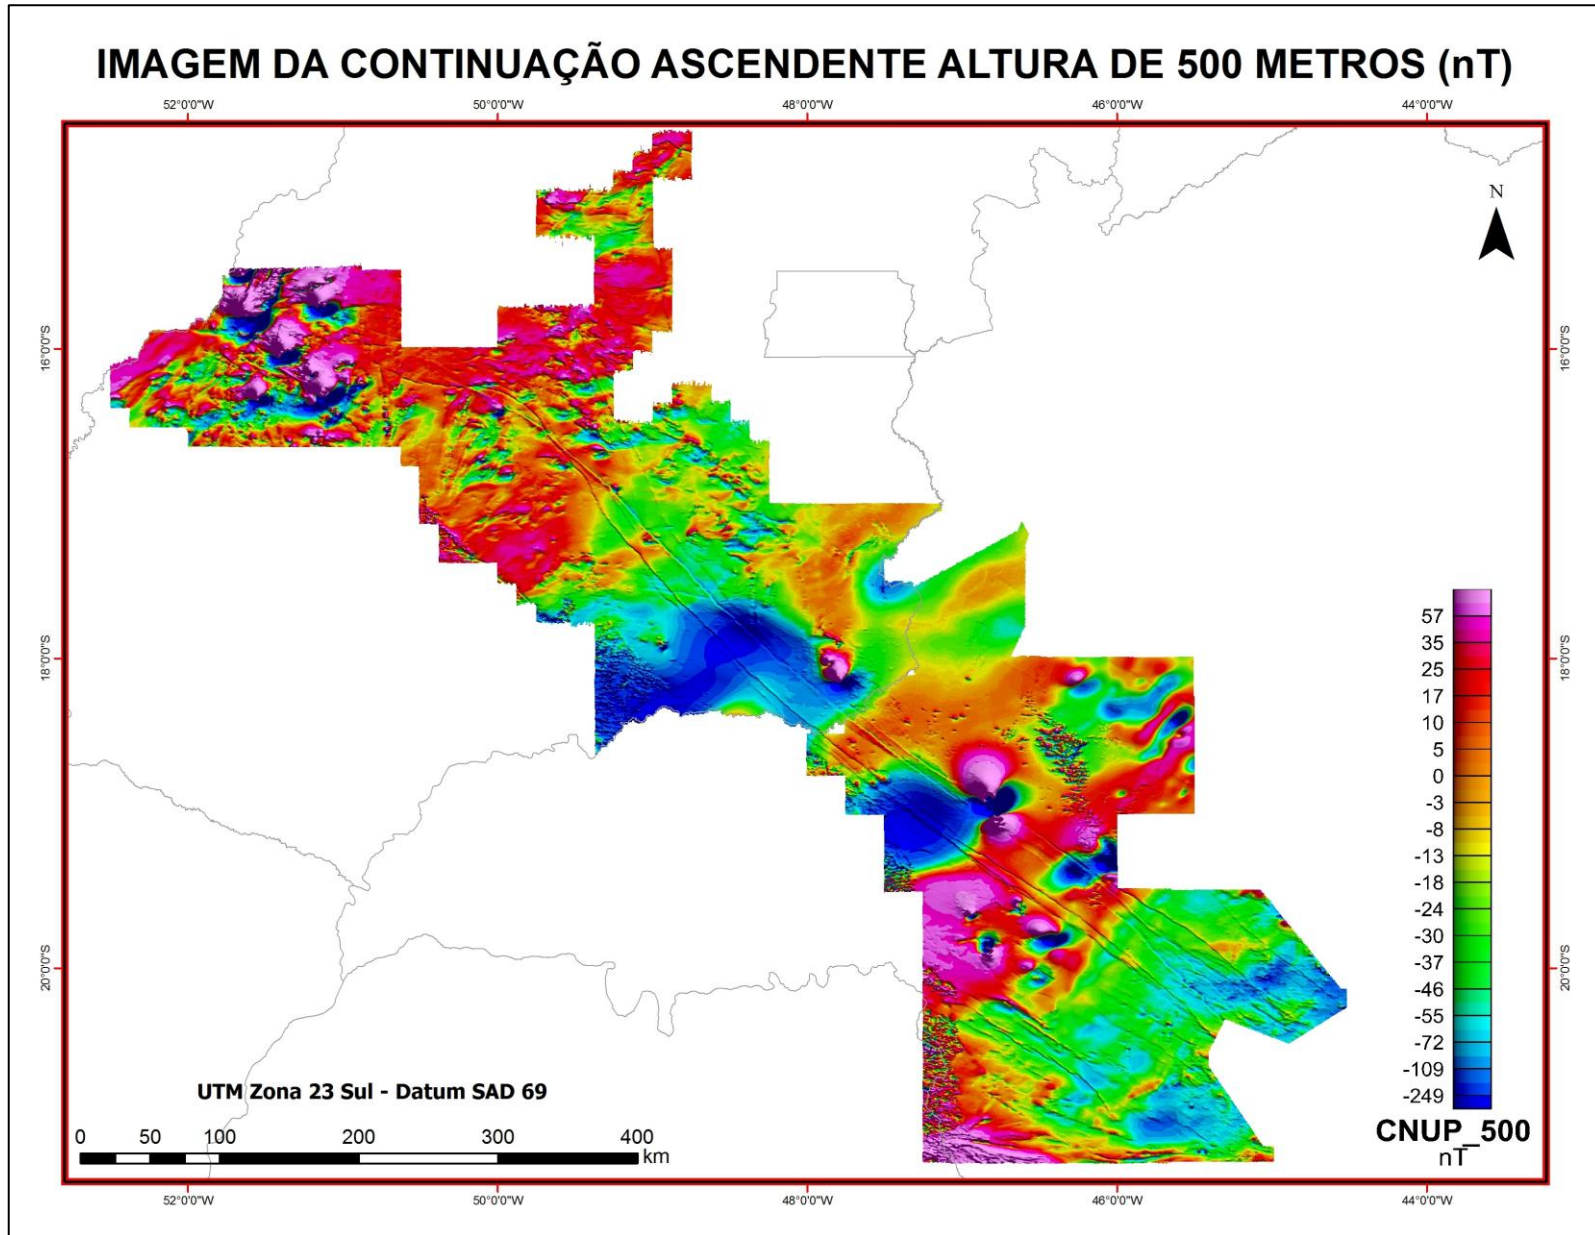 IMAGEM DA CONTINUAÇÃO ASCENDENTE ALTURA DE 500 METROS (nT)
52°0'0"W 50°0'0"W 48°0'0"W 46°0'0"W 44°0'0"W
N
16°0'0"S 16°0'0"S
18°0'0"S 18°0'0"S
20°0'0"S 20°0'0"S
57
35
25
17
10
5
0
-3
-8
-13
-18
-24
-30
-37
-46
-55
-72
-109
-249
CNUP_500
nT
UTM Zona 23 Sul - Datum SAD 69
0 50 100 200 300 400
km
52°0'0"W 50°0'0"W 48°0'0"W 46°0'0"W 44°0'0"W